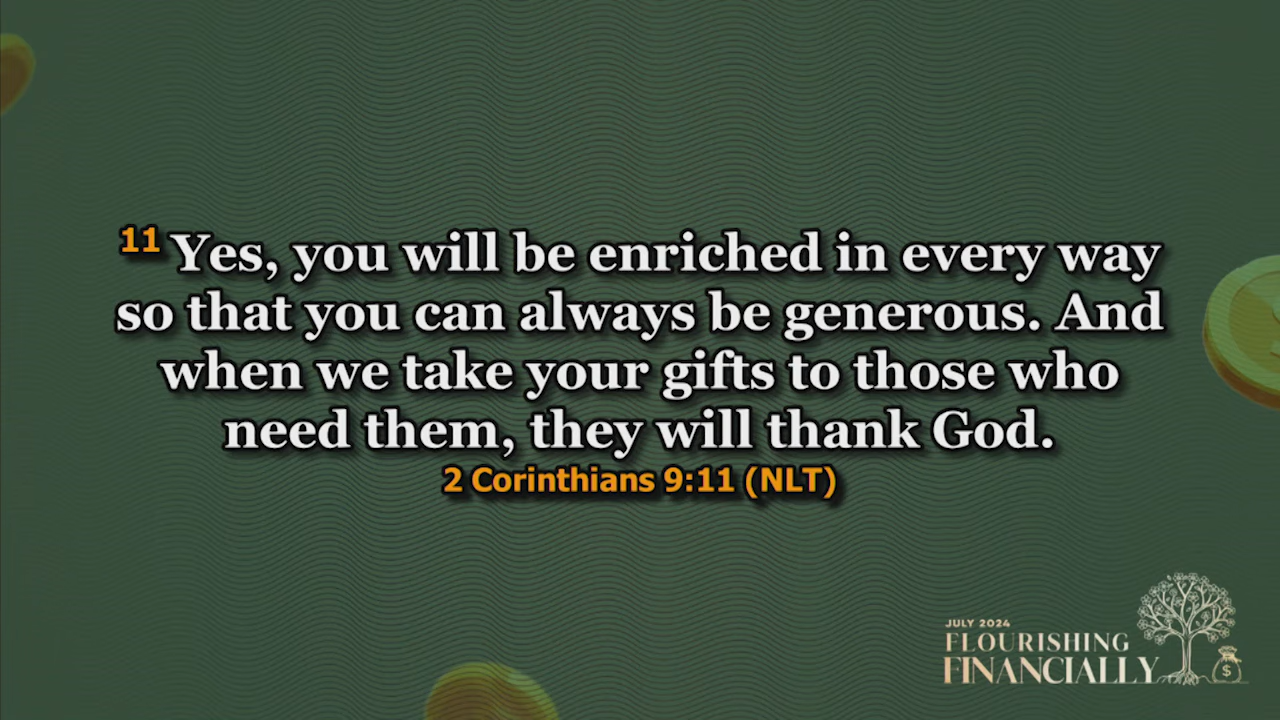 11 Yes, you will be enriched in every way
so that you can always be generous. And
when we take your gifts to those who
need them, they will thank God.
2 Corinthians 9:11 (NLT)
JULY 2024
FLOURISHING
FINANCIALLY
$